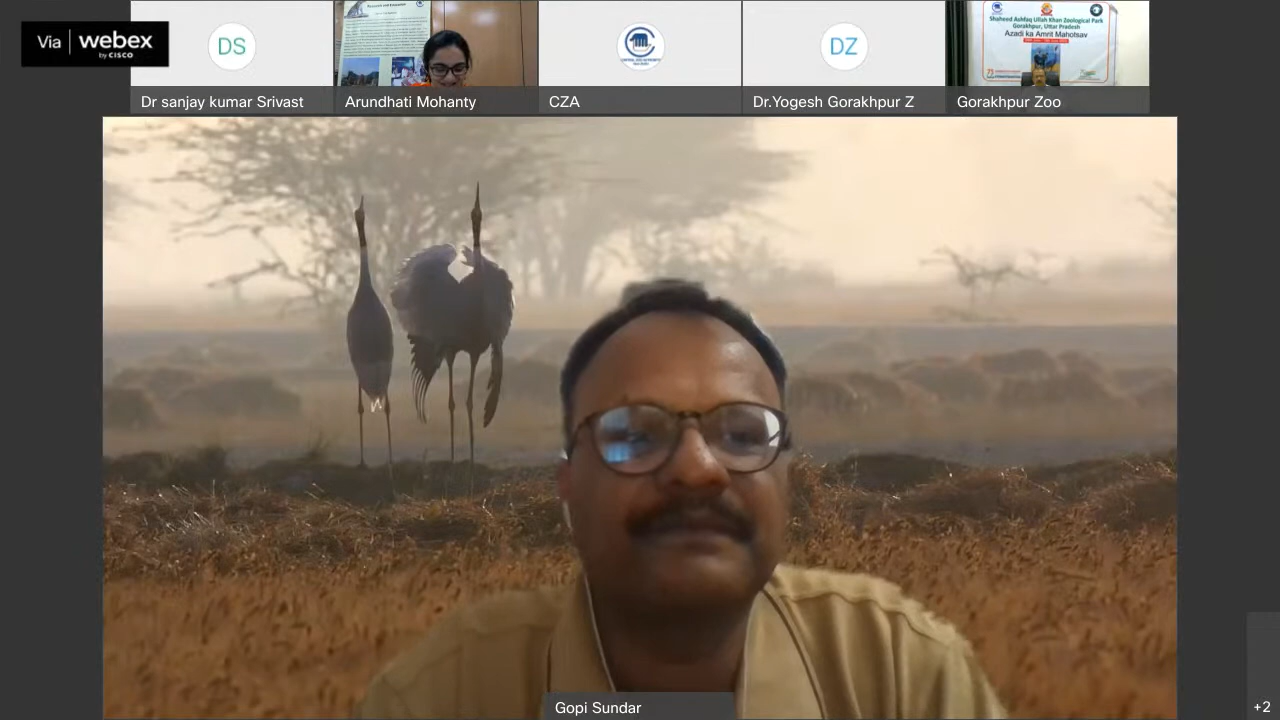 Via webex
by CISCO
DS
DZ
Shaheed Ashfaq Ullah Khan Zoological Park
Gorakhpur, Uttar Pradesh
Azadi ka Amrit Mahotsav
Dr sanjay kumar Srivast
Arundhati Mohanty
CZA
Dr.Yogesh Gorakhpur Z
Gorakhpur Zoo
Gopi Sundar
+2